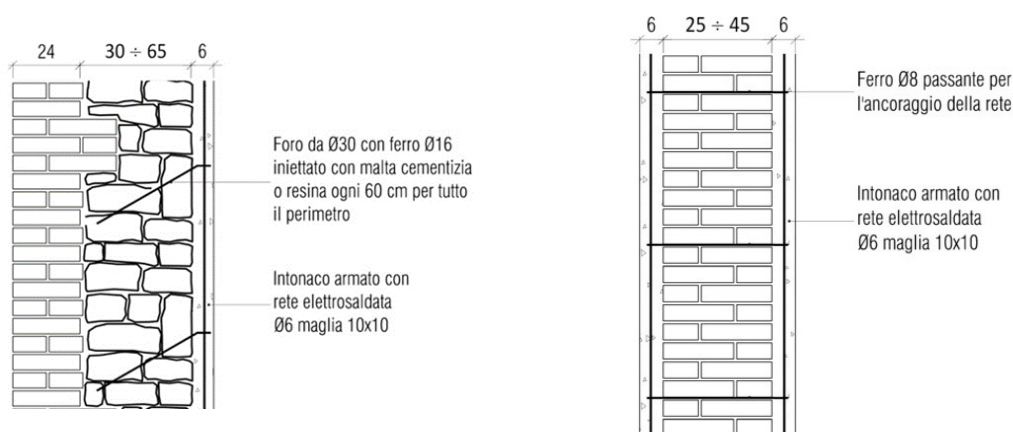 24 30 ÷ 65 6
Foro da Ø30 con ferro Ø16
iniettato con malta cementizia
o resina ogni 60 cm per tutto
il perimetro
Intonaco armato con
rete elettrosaldata
Ø6 maglia 10x10
6 25 ÷ 45 6
Ferro Ø8 passante per
l'ancoraggio della rete
Intonaco armato con
rete elettrosaldata
Ø6 maglia 10x10